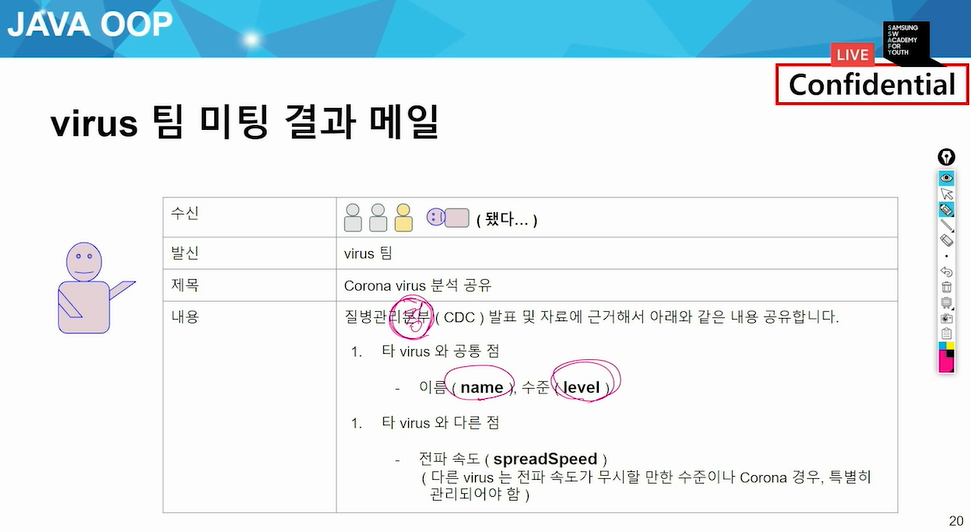 JAVA OOP
SAMSUNG
SW
ACADEMY
FOR
YOUTH
LIVE
Confidential
virus 팀 미팅 결과 메일
수신
( 됐다... )
발신
virus 팀
제목
Corona virus 분석 공유
내용
질병관리본부 ( CDC ) 발표 및 자료에 근거해서 아래와 같은 내용 공유합니다.
청
1. 타 virus 와 공통 점
- 이름 ( name ), 수준 ( level )
1. 타 virus 와 다른 점
- 전파 속도 ( spreadSpeed )
( 다른 virus 는 전파 속도가 무시할 만한 수준이나 Corona 경우, 특별히
관리되어야 함 )
20